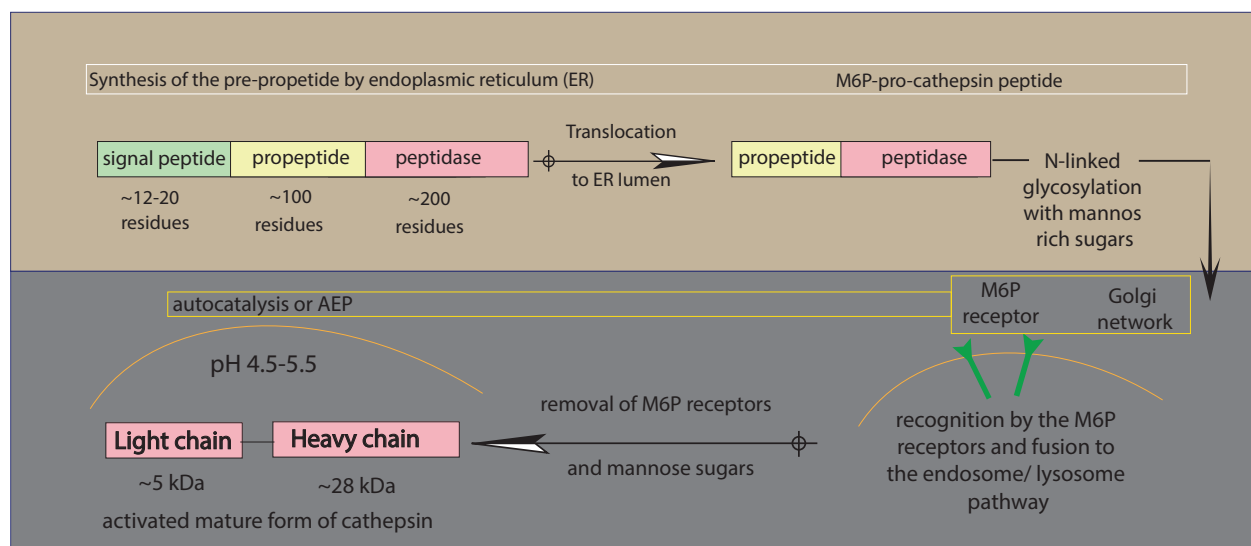 Synthesis of the pre-propetide by endoplasmic reticulum (ER)
M6P-pro-cathepsin peptide
signal peptide
propeptide
peptidase
~12-20
residues
~100
residues
~200
residues
Translocation
to ER lumen
propeptide
peptidase
N-linked
glycosylation
with mannos
rich sugars
M6P
receptor
Golgi
network
autocatalysis or AEP
pH 4.5-5.5
recognition by the M6P
receptors and fusion to
the endosome/ lysosome
pathway
removal of M6P receptors
and mannose sugars
Light chain
Heavy chain
~5 kDa
~28 kDa
activated mature form of cathepsin